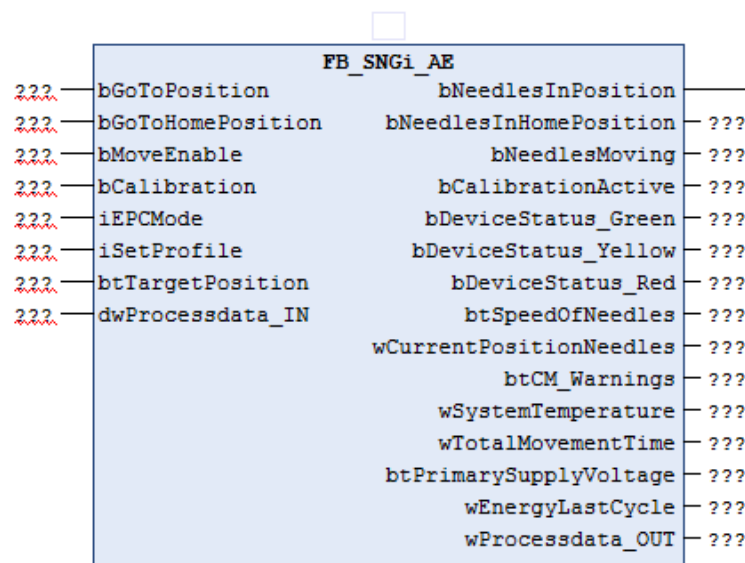 FB_SNGi_AE
??? bGoToPosition bNeedlesInPosition
??? bGoToHomePosition bNeedlesInHomePosition ???
??? bMoveEnable bNeedlesMoving ???
??? bCalibration bCalibrationActive ???
??? iEPCMode bDeviceStatus_Green ???
??? iSetProfile bDeviceStatus_Yellow ???
??? btTargetPosition bDeviceStatus_Red ???
??? dwProcessdata_IN btSpeedOfNeedles ???
wCurrentPositionNeedles ???
btCM_Warnings ???
wSystemTemperature ???
wTotalMovementTime ???
btPrimarySupplyVoltage ???
wEnergyLastCycle ???
wProcessdata_OUT ???